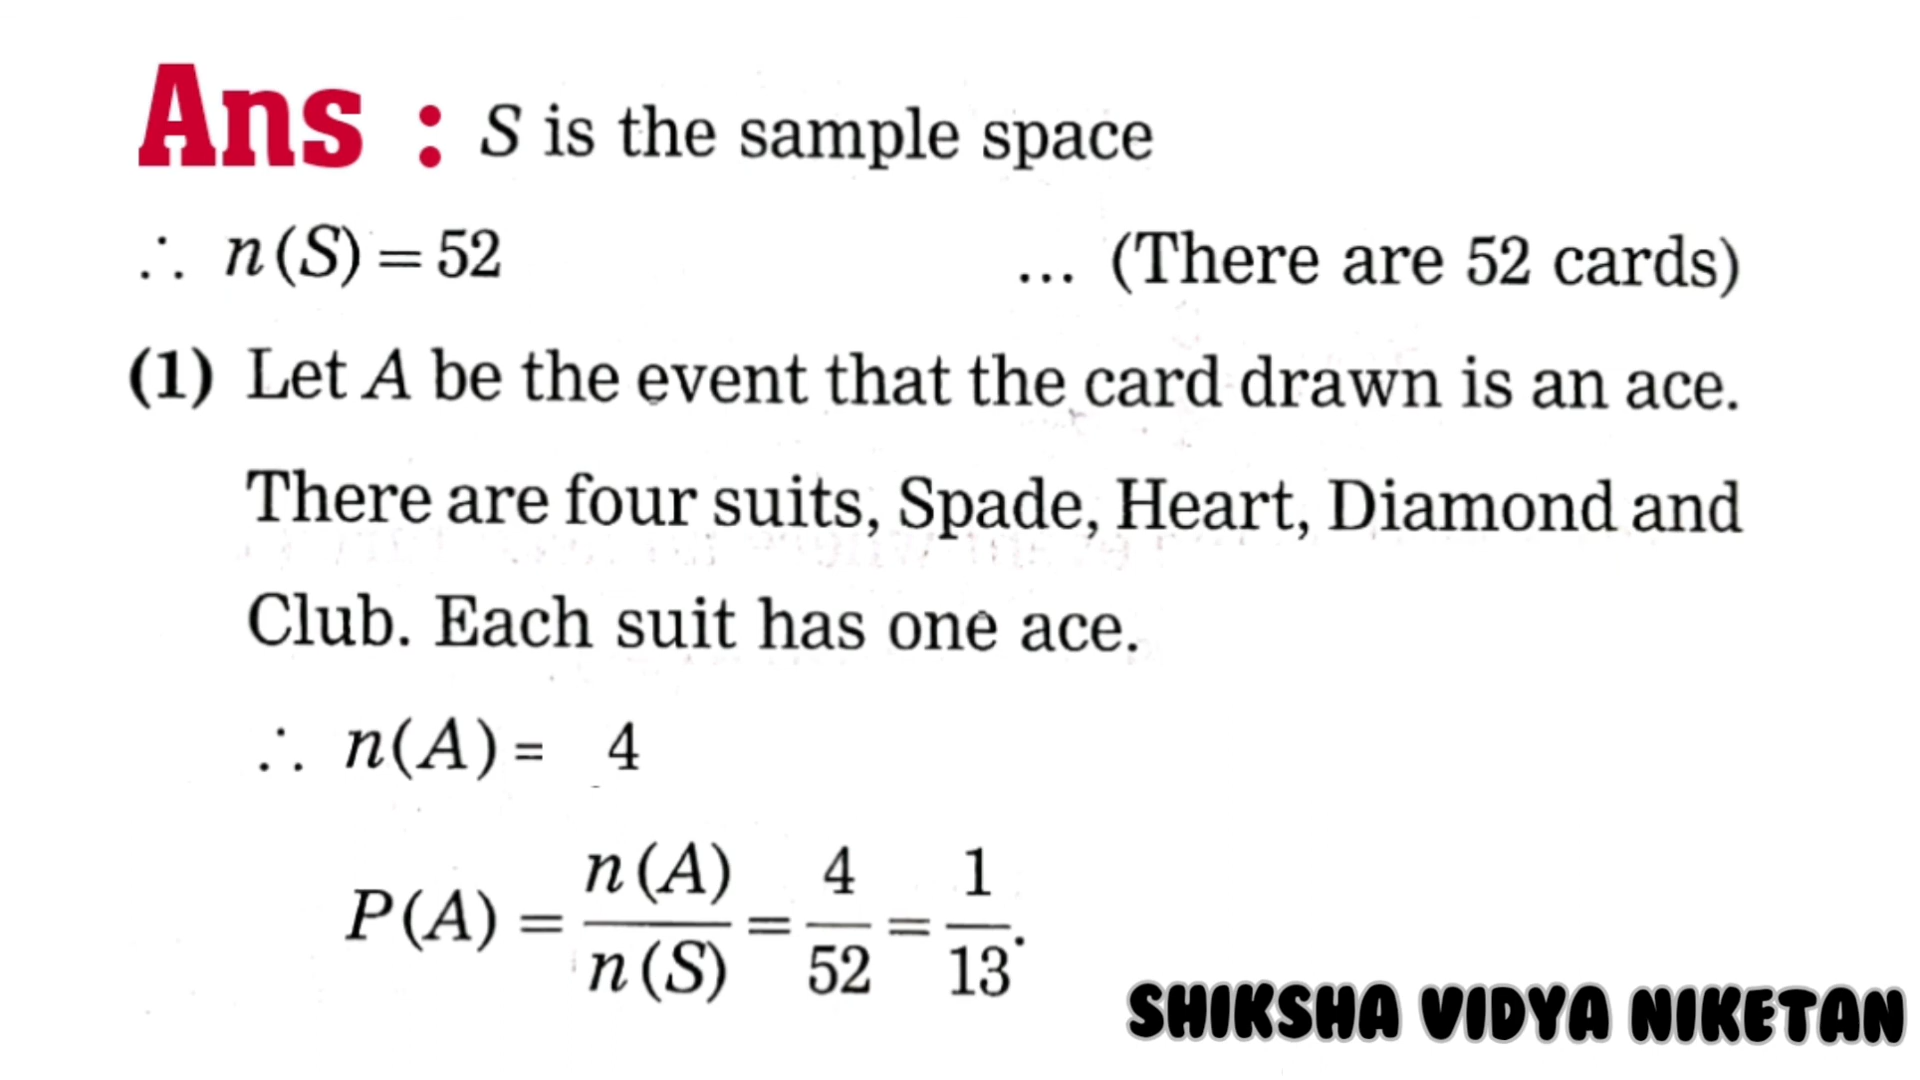 Ans : S is the sample space
∴ n(S) = 52 ... (There are 52 cards)
(1) Let A be the event that the card drawn is an ace.
There are four suits, Spade, Heart, Diamond and
Club. Each suit has one ace.
∴ n(A) = 4
P(A) = n(A)/n(S) = 4/52 = 1/13.
SHIKSHA VIDYA NIKETAN